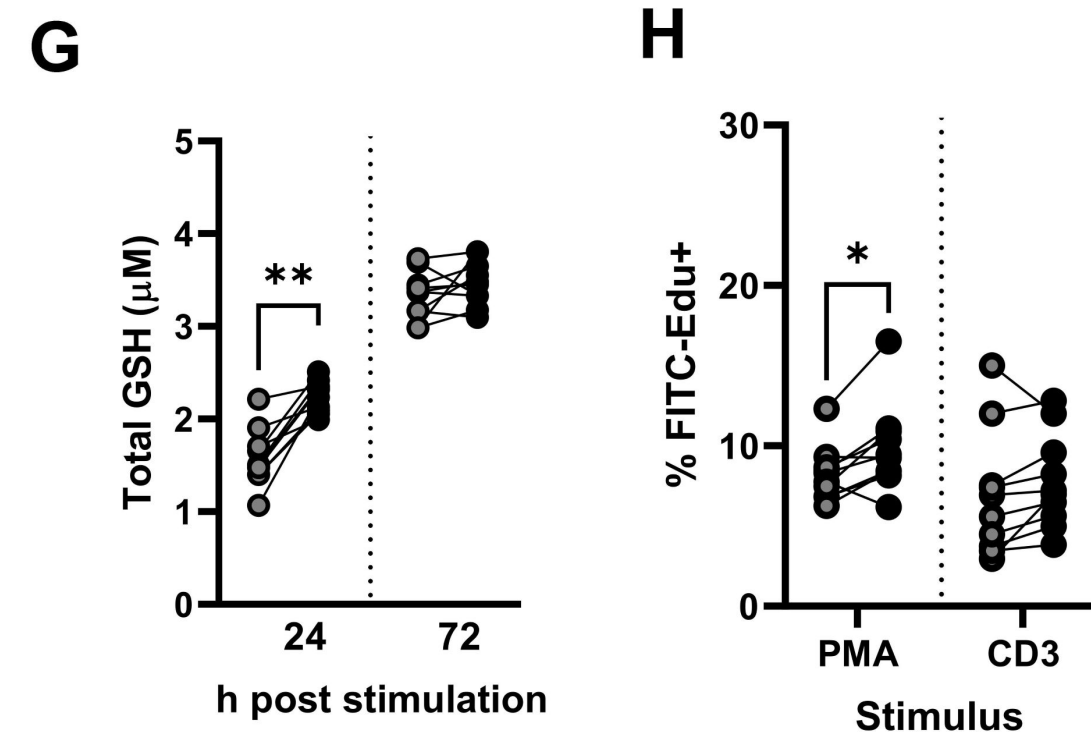 G
5
4
3
2
1
0
Total GSH (μM)
**
24
72
h post stimulation
H
30
20
10
0
% FITC-Edu+
*
PMA
CD3
Stimulus